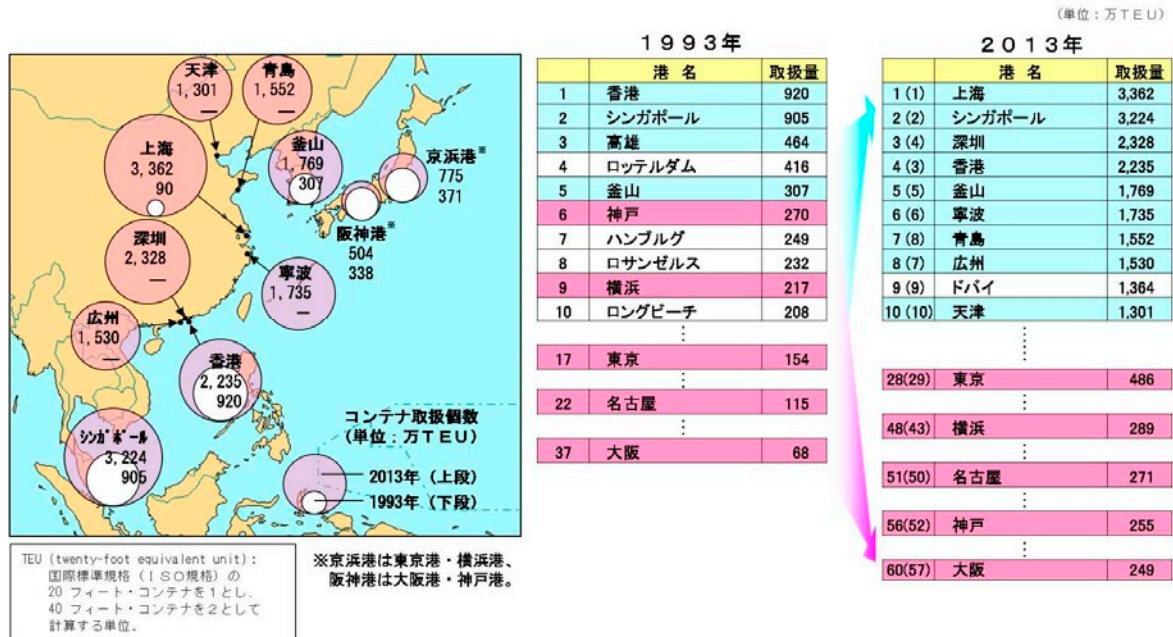 (単位:万TEU)
天津
1,301
―
青島
1,552
―
上海
3,362
90
釜山
1,769
307
京浜港※
775
371
阪神港※
504
338
深圳
2,328
―
寧波
1,735
―
広州
1,530
―
香港
2,235
920
シンガポール
3,224
905
コンテナ取扱個数
(単位:万TEU)
2013年(上段)
1993年(下段)
TEU (twenty-foot equivalent unit):
国際標準規格(ISO規格)の
20 フィート・コンテナを1とし、
40 フィート・コンテナを2として
計算する単位.
※京浜港は東京港・横浜港、
阪神港は大阪港・神戸港。
1993年
港 名 取扱量
1 香港 920
2 シンガポール 905
3 高雄 464
4 ロッテルダム 416
5 釜山 307
6 神戸 270
7 ハンブルグ 249
8 ロサンゼルス 232
9 横浜 217
10 ロングビーチ 208
⋮
17 東京 154
⋮
22 名古屋 115
⋮
37 大阪 68
2013年
港 名 取扱量
1 (1) 上海 3,362
2 (2) シンガポール 3,224
3 (4) 深圳 2,328
4 (3) 香港 2,235
5 (5) 釜山 1,769
6 (6) 寧波 1,735
7 (8) 青島 1,552
8 (7) 広州 1,530
9 (9) ドバイ 1,364
10 (10) 天津 1,301
⋮
28(29) 東京 486
⋮
48(43) 横浜 289
⋮
51(50) 名古屋 271
⋮
56(52) 神戸 255
⋮
60(57) 大阪 249